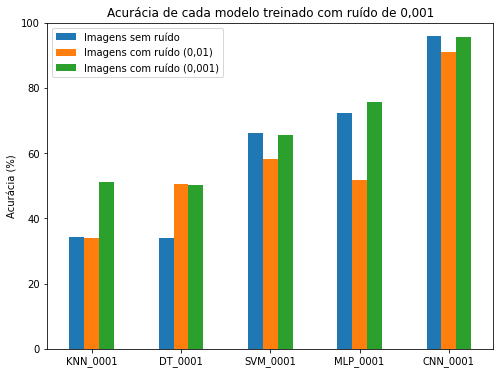 Acurácia de cada modelo treinado com ruído de 0,001
Imagens sem ruído
Imagens com ruído (0,01)
Imagens com ruído (0,001)
Acurácia (%)
100
80
60
40
20
0
KNN_0001 DT_0001 SVM_0001 MLP_0001 CNN_0001